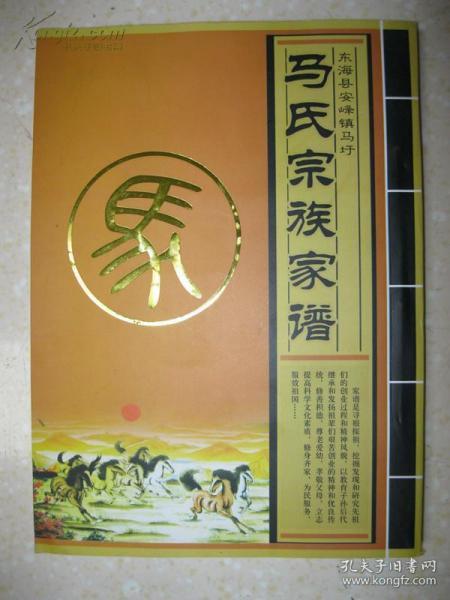 东海县安峰镇马圩
马氏宗族家谱
馬
家谱是寻根探祖，挖掘发现和研究先祖
们的创业过程和精神风貌，以教育子孙后代
继承和发扬祖辈们艰苦创业的精神和优良传
统，修善积德，尊老爱幼，孝敬父母，立志
提高科学文化素质，修身齐家，为民服务，
报效祖国……
孔夫子旧书网
www.kongfz.com